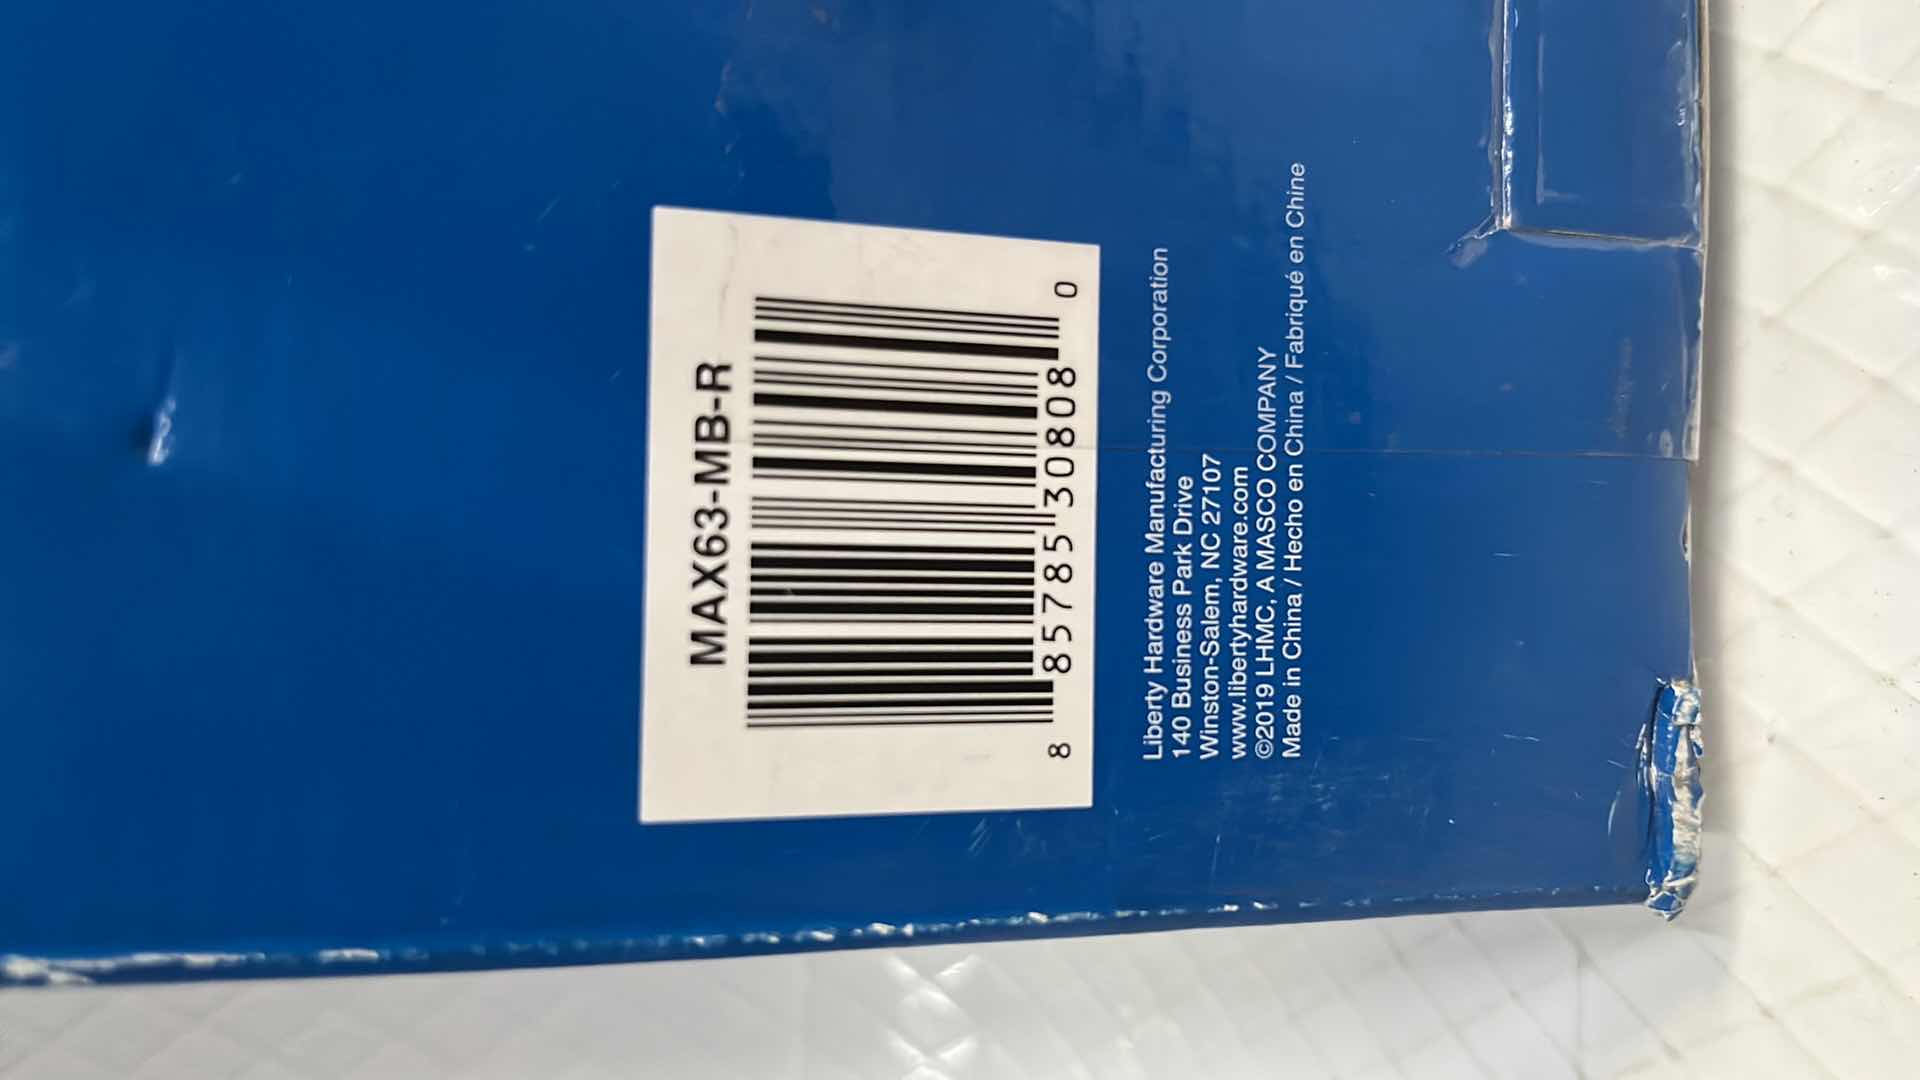 MAX63-MB-R
8 85785 30808 0
Liberty Hardware Manufacturing Corporation
140 Business Park Drive
Winston-Salem, NC 27107
www.libertyhardware.com
©2019 LHMC, A MASCO COMPANY
Made in China / Hecho en China / Fabriqué en Chine